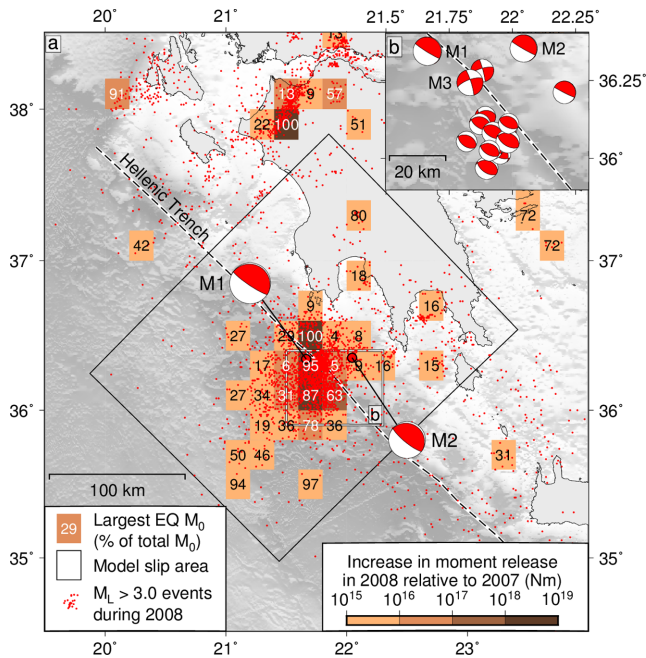 20˚ 21˚ 21.5˚ 21.75˚ 22˚ 22.25˚
a
b
13
M1
M2
M3
36.25˚
36˚
20 km
38˚
37˚
36˚
35˚
91
13 9 57
22 100 51
Hellenic Trench
80
72
42
72
M1
18
9
16
27 29 100 4 8
17 6 95 5 9 16 15
27 34 31 87 63
b
19 36 78 36
M2
50 46
31
94 97
100 km
38˚
37˚
36˚
35˚
29 Largest EQ M0
(% of total M0)
Model slip area
ML > 3.0 events
during 2008
Increase in moment release
in 2008 relative to 2007 (Nm)
10^15 10^16 10^17 10^18 10^19
20˚ 21˚ 22˚ 23˚